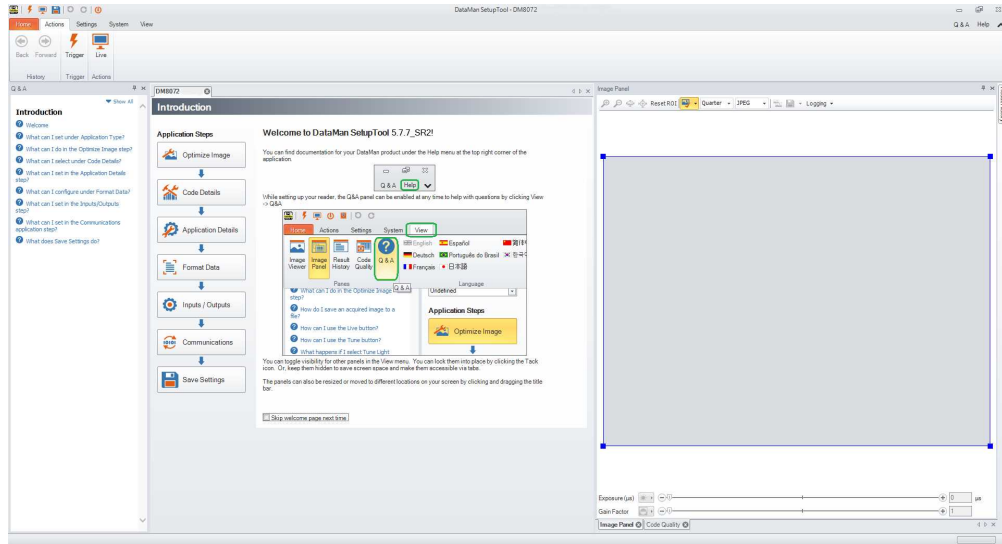 DataMan SetupTool - DM8072
Home Actions Settings System View
Q & A Help
Back Forward Trigger Live
History Trigger Actions
Q & A
Show All
Introduction
Welcome
What can I set under Application Type?
What can I do in the Optimize Image step?
What can I select under Code Details?
What can I set in the Application Details
step?
What can I configure under Format Data?
What can I set in the Inputs/Outputs
step?
What can I set in the Communications
application step?
What does Save Settings do?
DM8072
Introduction
Application Steps
Optimize Image
Code Details
Application Details
Format Data
Inputs / Outputs
Communications
Save Settings
Welcome to DataMan SetupTool 5.7.7_SR2!
You can find documentation for your DataMan product under the Help menu at the top right corner of the
application.
Q & A Help
While setting up your reader, the Q&A panel can be enabled at any time to help with questions by clicking View
-> Q&A
Home Actions Settings System View
Image Viewer
Image Panel
Result History
Code Quality
Q & A
English Español
Deutsch Português do Brasil
Français 日本語
Panes Language
What can I do in the Optimize Image
step?
Q & A
Undefined
How do I save an acquired image to a
file?
How can I use the Live button?
How can I use the Tune button?
What happens if I select Tune Light
Application Steps
Optimize Image
You can toggle visibility for other panels in the View menu. You can lock them into place by clicking the Tack
icon. Or, keep them hidden to save screen space and make them accessible via tabs.
The panels can also be resized or moved to different locations on your screen by clicking and dragging the title
bar.
Skip welcome page next time
Image Panel
Reset ROI Quarter JPEG Logging
Exposure (µs) 0 µs
Gain Factor 1
Image Panel Code Quality